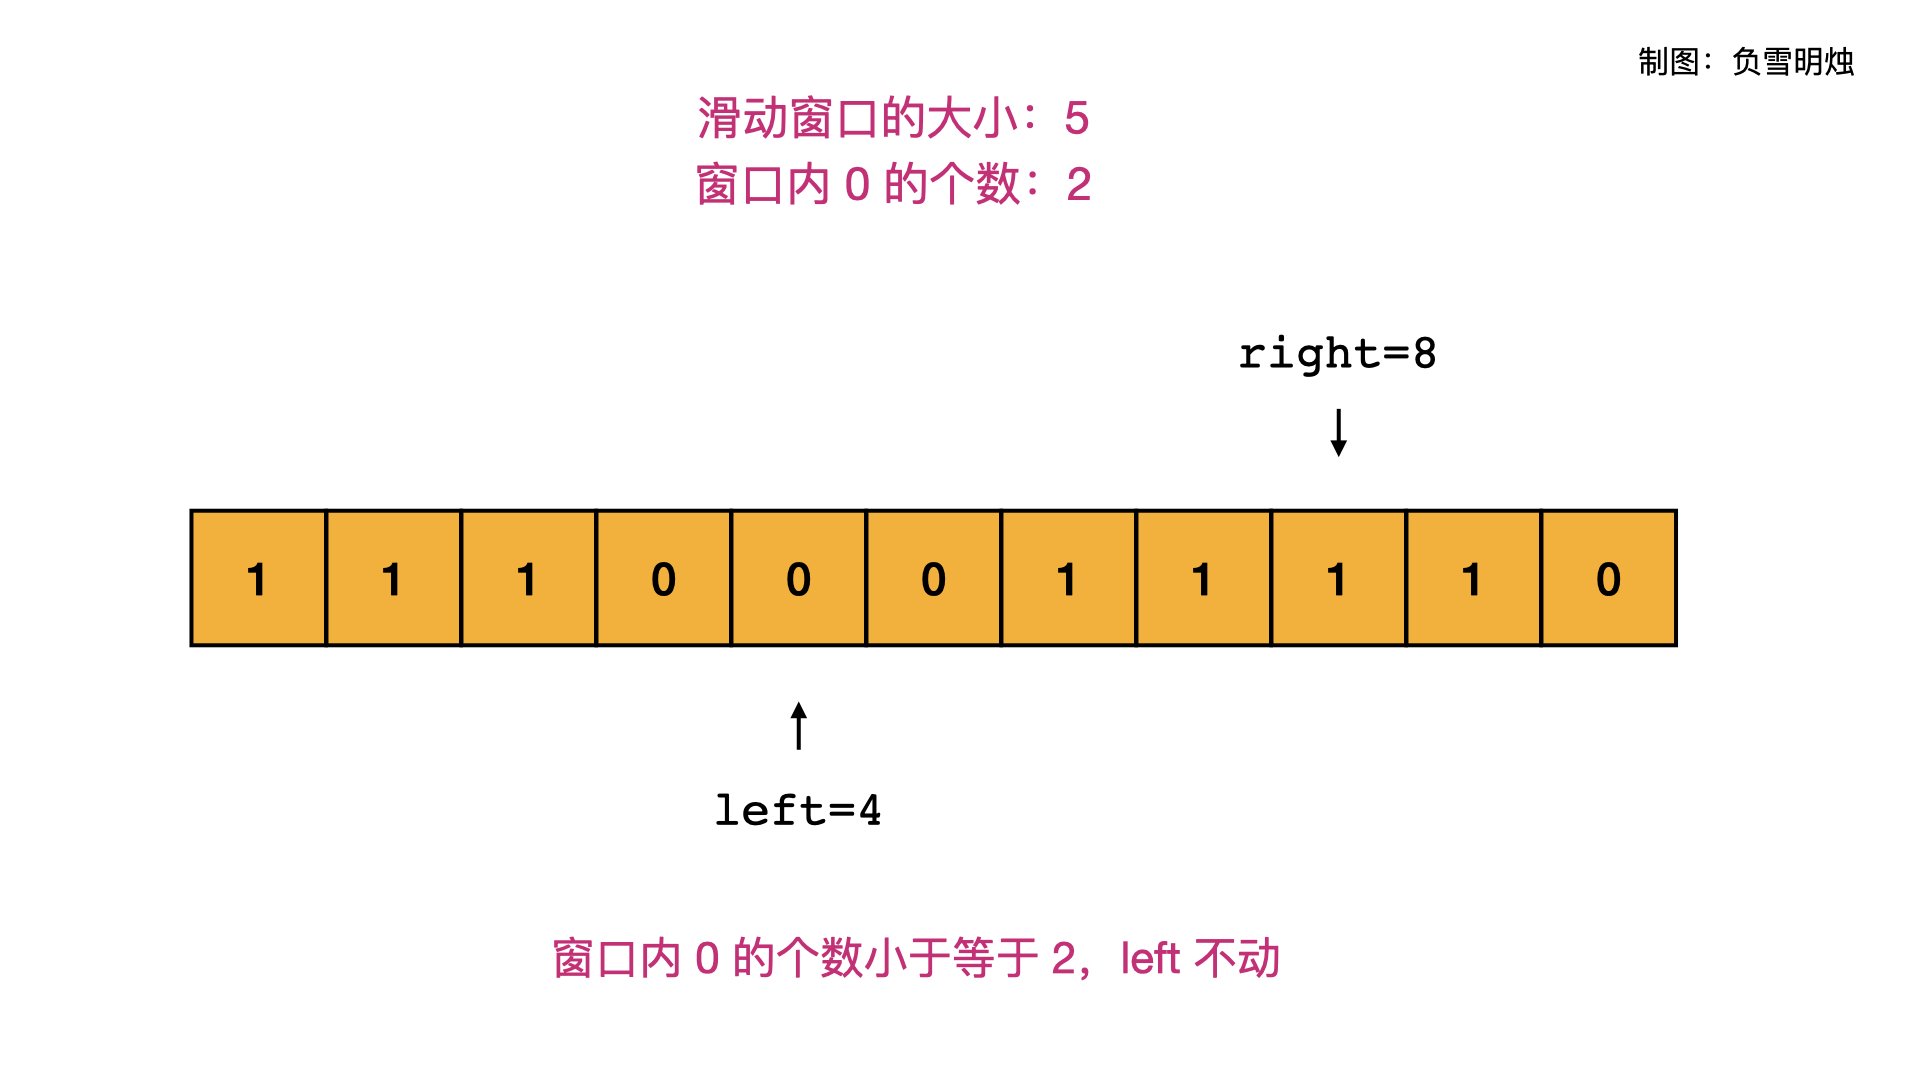 制图：负雪明烛
滑动窗口的大小：5
窗口内 0 的个数：2
right=8
1 1 1 0 0 0 1 1 1 1 0
left=4
窗口内 0 的个数小于等于 2，left 不动